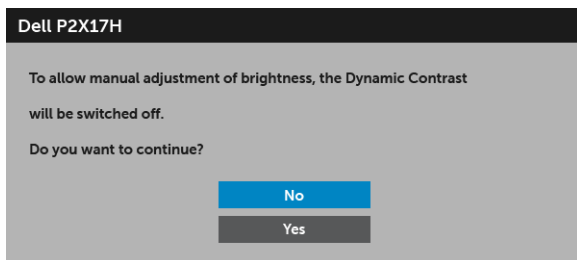 Dell P2X17H
To allow manual adjustment of brightness, the Dynamic Contrast
will be switched off.
Do you want to continue?
No
Yes